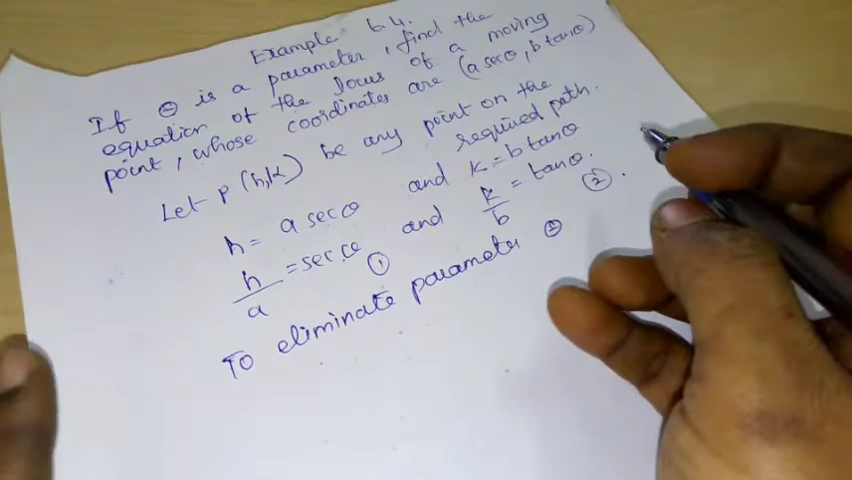 Example 6.4.
If θ is a parameter, find the
equation of the locus of a moving
point, whose coordinates are (a secθ, b tanθ)
Let P (h,k) be any point on the
required path.
h = a secθ and k = b tanθ
h/a = secθ ① and k/b = tanθ. ②.
To eliminate parameter θ